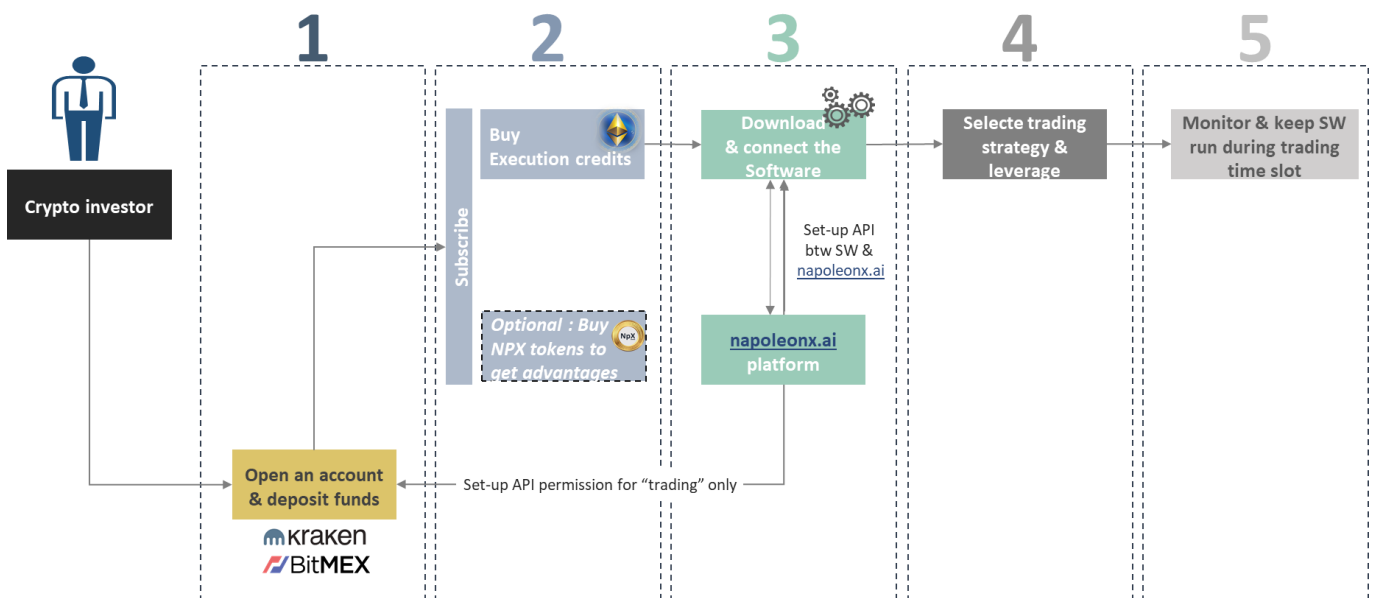 1
2
3
4
5
Crypto investor
Open an account
& deposit funds
kraken
BitMEX
Subscribe
Buy
Execution credits
Optional : Buy
NPX tokens to
get advantages
NpX
Download
& connect the
Software
Set-up API
btw SW &
napoleonx.ai
napoleonx.ai
platform
Set-up API permission for “trading” only
Selecte trading
strategy &
leverage
Monitor & keep SW
run during trading
time slot